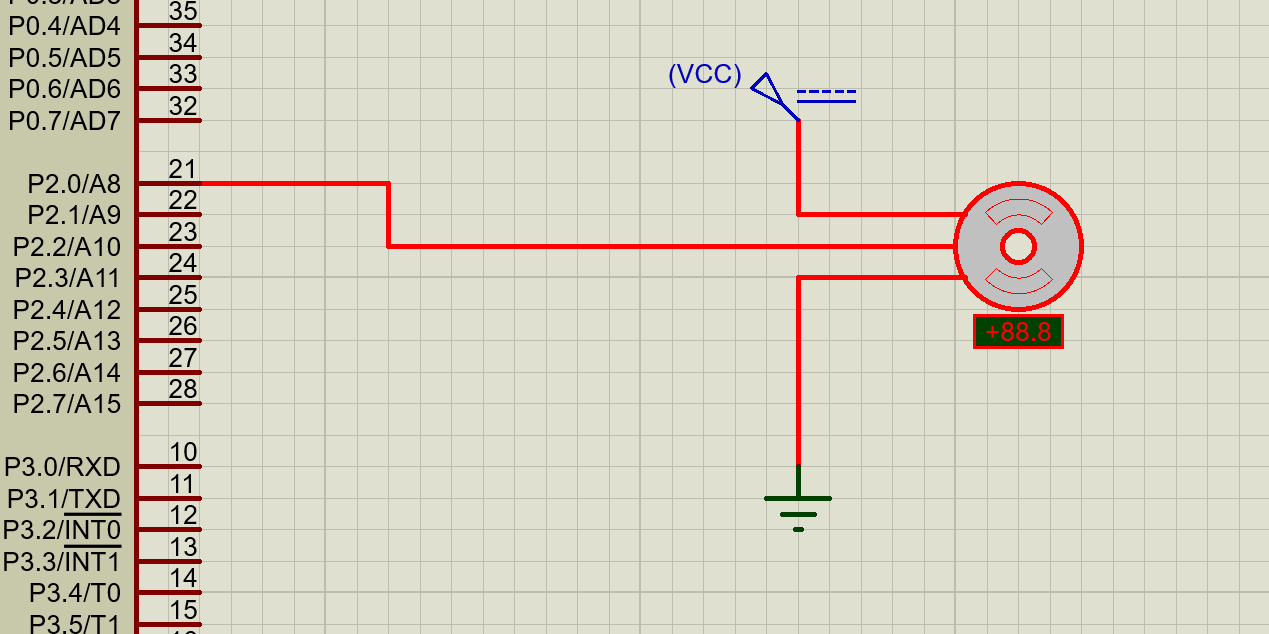 35
P0.4/AD4
34
P0.5/AD5
33
P0.6/AD6
32
P0.7/AD7
(VCC)
21
P2.0/A8
22
P2.1/A9
23
P2.2/A10
24
P2.3/A11
25
P2.4/A12
26
P2.5/A13
27
P2.6/A14
28
P2.7/A15
+88.8
10
P3.0/RXD
11
P3.1/TXD
12
P3.2/INT0
13
P3.3/INT1
14
P3.4/T0
15
P3.5/T1